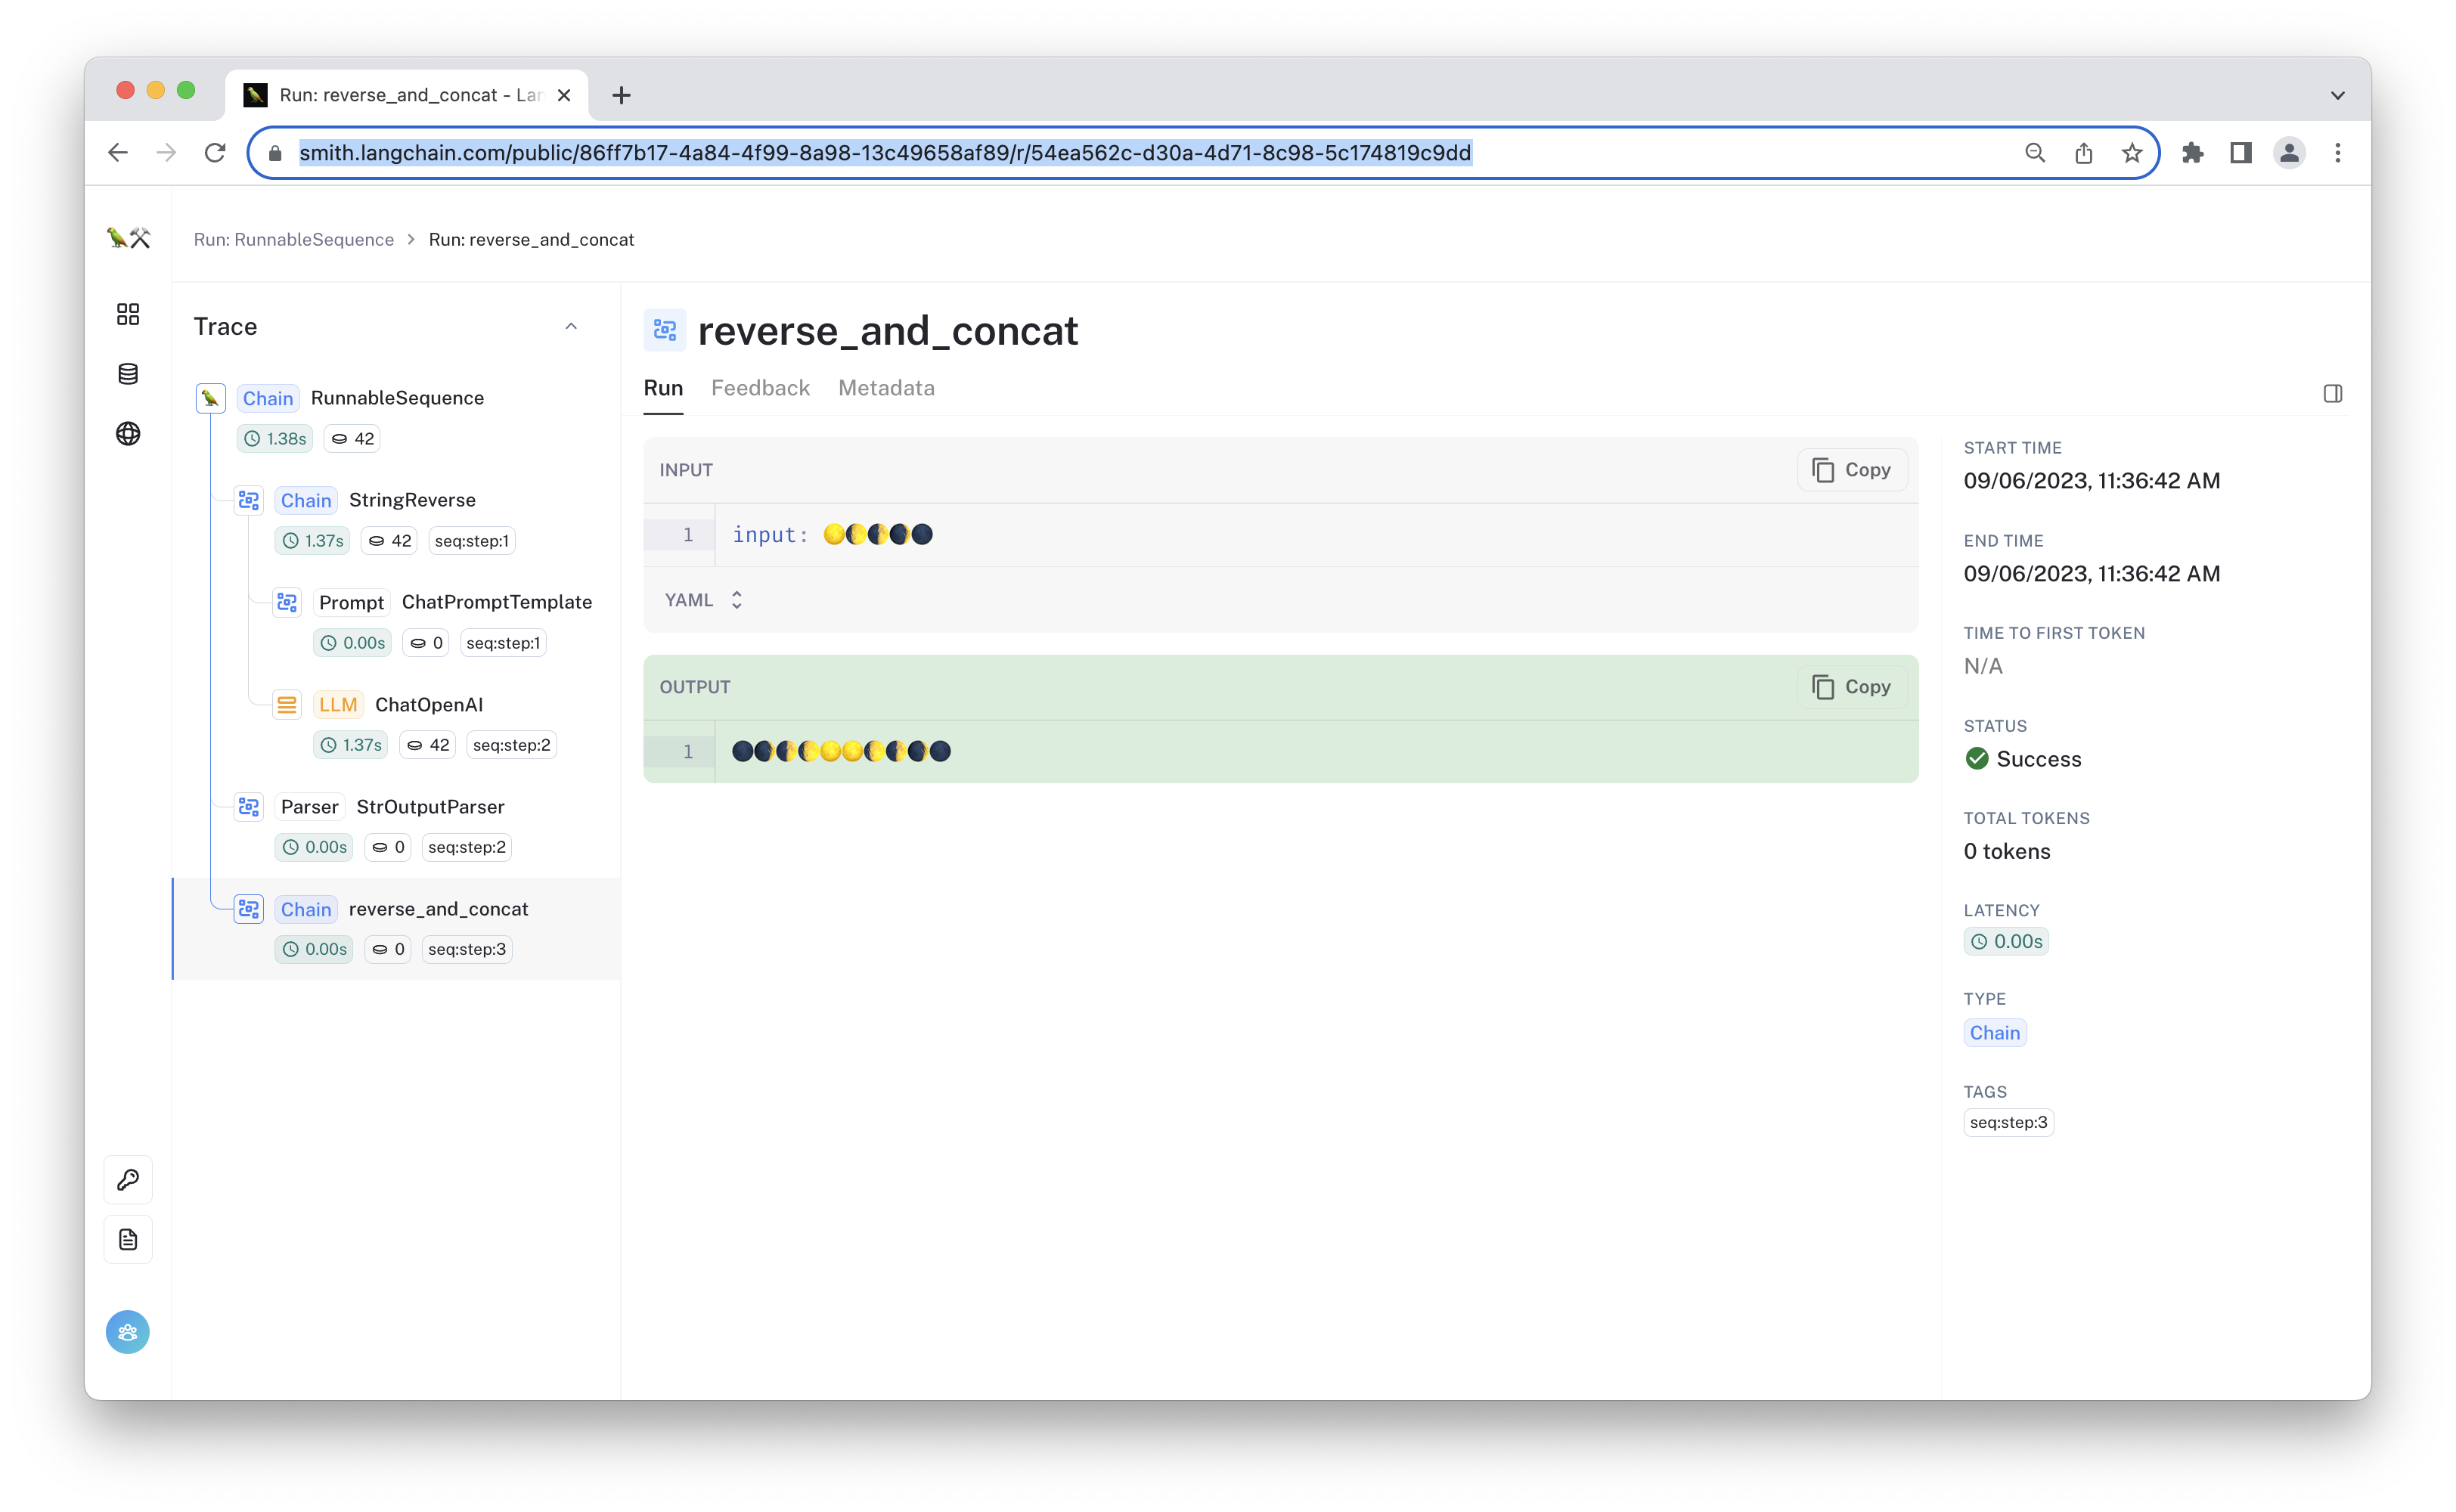 Run: reverse_and_concat - Lan
smith.langchain.com/public/86ff7b17-4a84-4f99-8a98-13c49658af89/r/54ea562c-d30a-4d71-8c98-5c174819c9dd
Run: RunnableSequence > Run: reverse_and_concat
Trace
Chain RunnableSequence
1.38s 42
Chain StringReverse
1.37s 42 seq:step:1
Prompt ChatPromptTemplate
0.00s 0 seq:step:1
LLM ChatOpenAI
1.37s 42 seq:step:2
Parser StrOutputParser
0.00s 0 seq:step:2
Chain reverse_and_concat
0.00s 0 seq:step:3
reverse_and_concat
Run Feedback Metadata
INPUT Copy
1 input: 🌕🌔🌓🌒🌑
YAML
OUTPUT Copy
1 🌑🌒🌓🌔🌕🌕🌔🌓🌒🌑
START TIME
09/06/2023, 11:36:42 AM
END TIME
09/06/2023, 11:36:42 AM
TIME TO FIRST TOKEN
N/A
STATUS
Success
TOTAL TOKENS
0 tokens
LATENCY
0.00s
TYPE
Chain
TAGS
seq:step:3